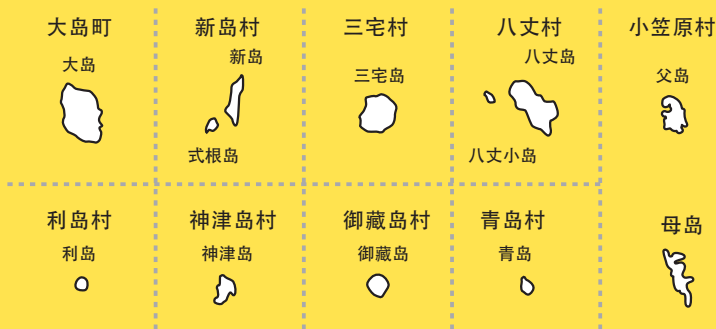 大岛町
大岛
新岛村
新岛
式根岛
三宅村
三宅岛
八丈村
八丈岛
八丈小岛
小笠原村
父岛
母岛
利岛村
利岛
神津岛村
神津岛
御藏岛村
御藏岛
青岛村
青岛